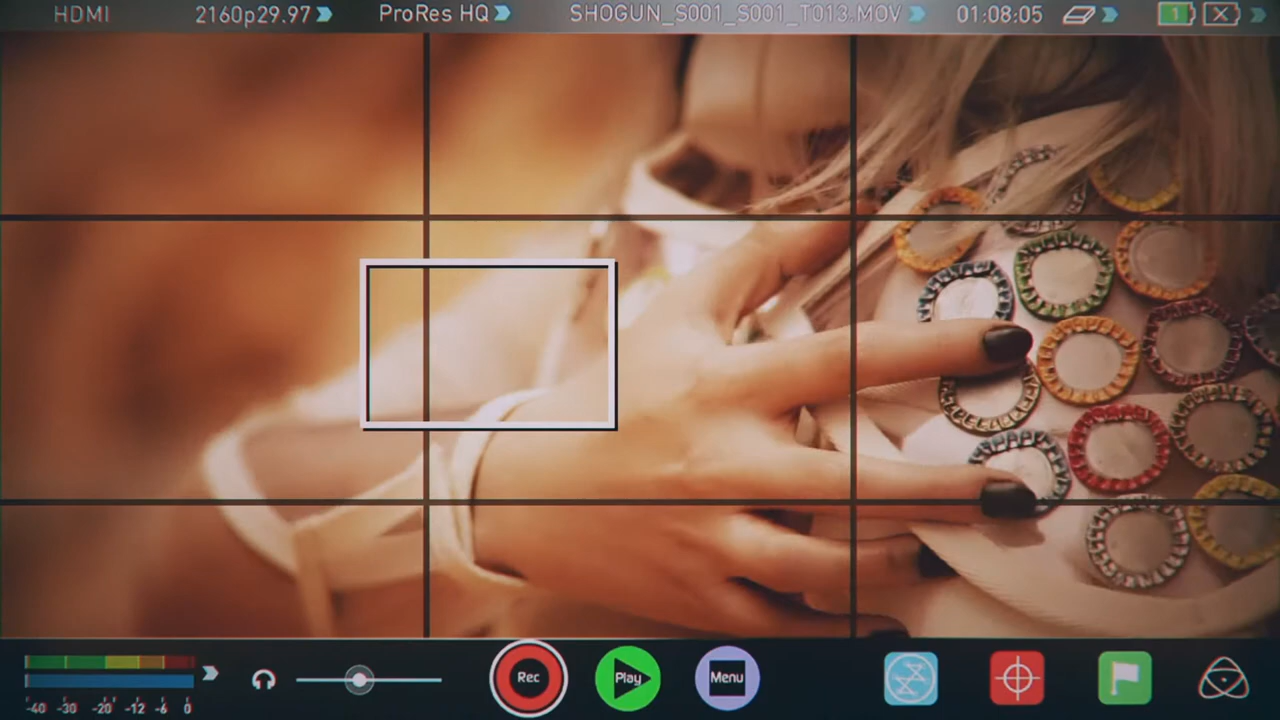 HDMI 2160p29.97 ProRes HQ SHOGUN_S001_S001_T013.MOV 01:08:05 1
Rec Play Menu
-40 -30 -20 -12 -6 0